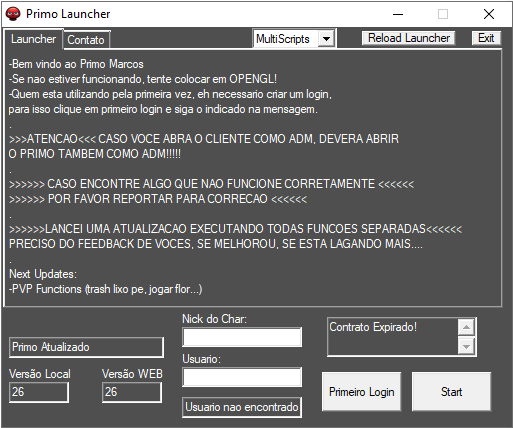 Primo Launcher
Launcher
Contato
MultiScripts
Reload Launcher
Exit
-Bem vindo ao Primo Marcos
-Se nao estiver funcionando, tente colocar em OPENGL!
-Quem esta utilizando pela primeira vez, eh necessario criar um login,
para isso clique em primeiro login e siga o indicado na mensagem.
.
>>>ATENCAO<<< CASO VOCE ABRA O CLIENTE COMO ADM, DEVERA ABRIR
O PRIMO TAMBEM COMO ADM!!!!!
.
>>>>>> CASO ENCONTRE ALGO QUE NAO FUNCIONE CORRETAMENTE <<<<<<
>>>>>> POR FAVOR REPORTAR PARA CORRECAO <<<<<<
.
>>>>>>LANCEI UMA ATUALIZACAO EXECUTANDO TODAS FUNCOES SEPARADAS<<<<<<
PRECISO DO FEEDBACK DE VOCES, SE MELHOROU, SE ESTA LAGANDO MAIS....
.
Next Updates:
-PVP Functions (trash lixo pe, jogar flor...)
Nick do Char:
Contrato Expirado!
Primo Atualizado
Usuario:
Versão Local
Versão WEB
26
26
Primeiro Login
Start
Usuario nao encontrado